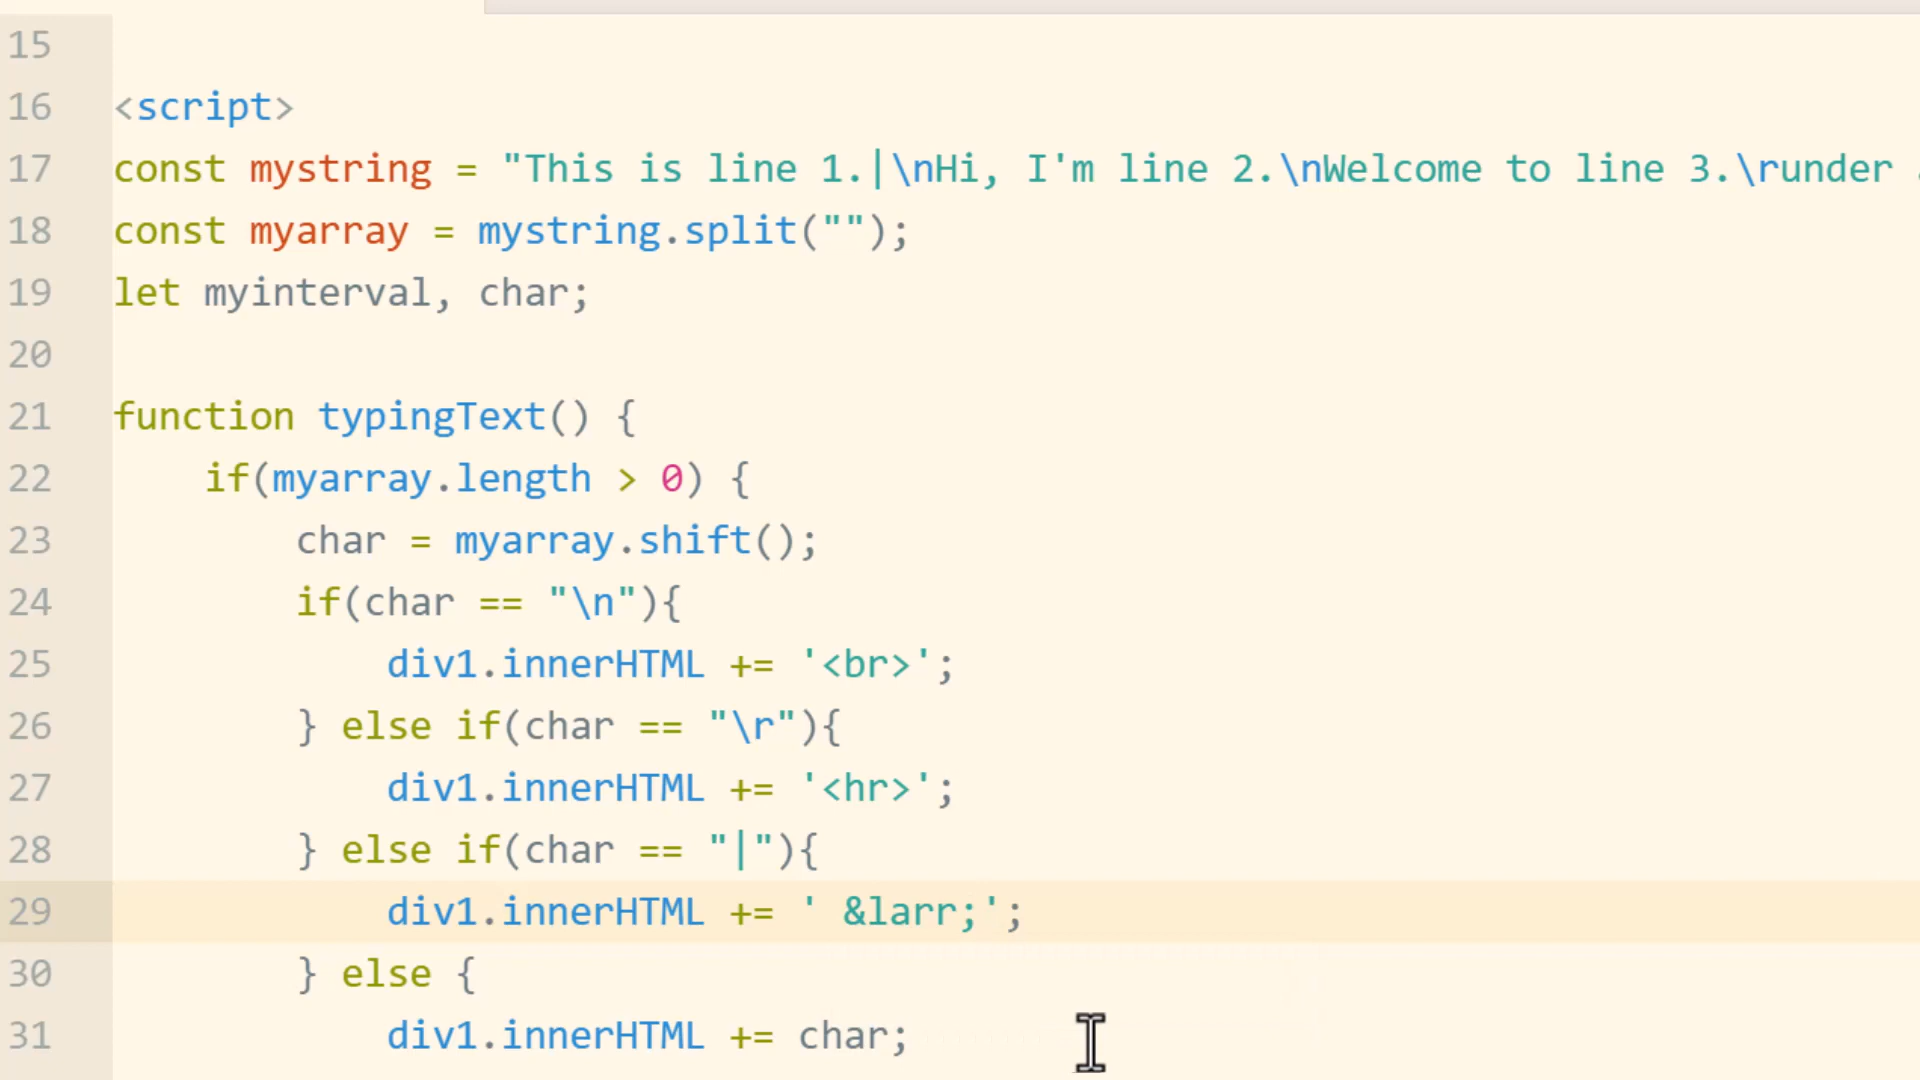 15
16 <script>
17 const mystring = "This is line 1.|\nHi, I'm line 2.\nWelcome to line 3.\runder
18 const myarray = mystring.split("");
19 let myinterval, char;
20
21 function typingText() {
22     if(myarray.length > 0) {
23         char = myarray.shift();
24         if(char == "\n"){
25             div1.innerHTML += '<br>';
26         } else if(char == "\r"){
27             div1.innerHTML += '<hr>';
28         } else if(char == "|"){
29             div1.innerHTML += ' &larr;';
30         } else {
31             div1.innerHTML += char;